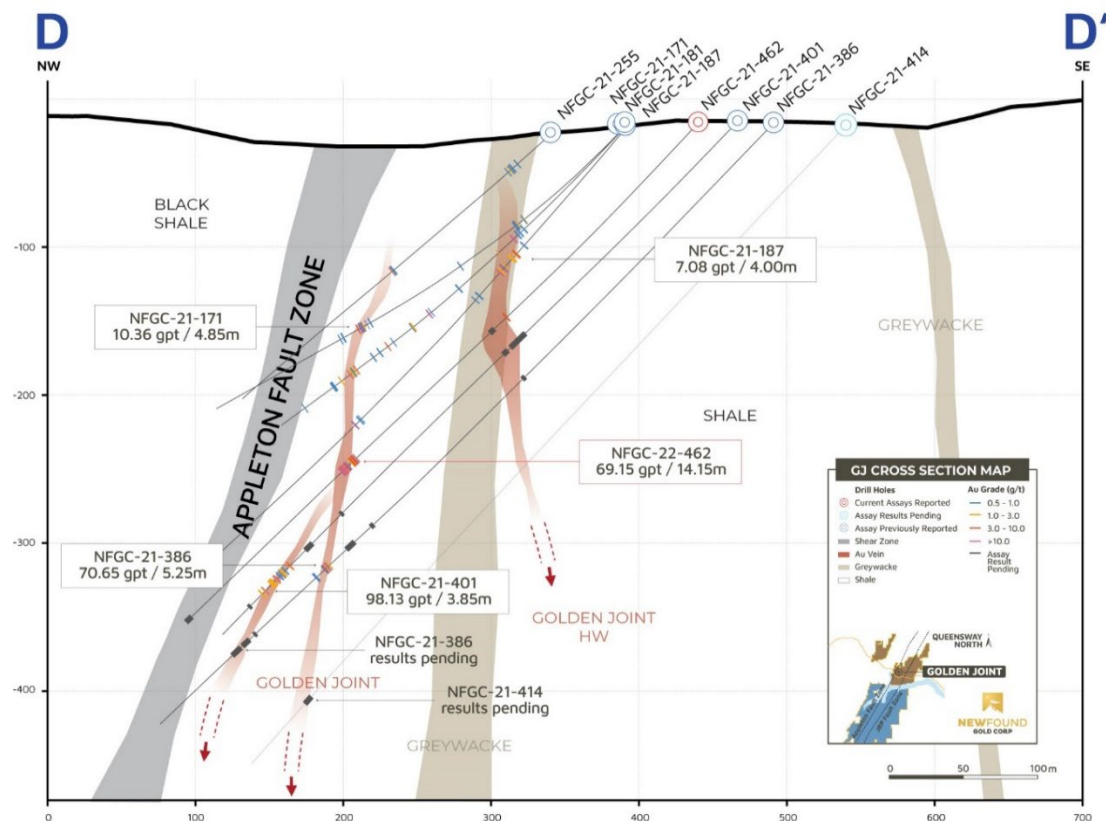 D
NW
D'
SE
NFGC-21-255
NFGC-21-171
NFGC-21-181
NFGC-21-187
NFGC-21-462
NFGC-21-401
NFGC-21-386
NFGC-21-414
BLACK
SHALE
APPLETON FAULT ZONE
-100
-200
-300
-400
NFGC-21-187
7.08 gpt / 4.00m
NFGC-21-171
10.36 gpt / 4.85m
GREYWACKE
SHALE
NFGC-22-462
69.15 gpt / 14.15m
NFGC-21-386
70.65 gpt / 5.25m
NFGC-21-401
98.13 gpt / 3.85m
NFGC-21-386
results pending
NFGC-21-414
results pending
GOLDEN JOINT
HW
GOLDEN JOINT
GREYWACKE
GJ CROSS SECTION MAP
Drill Holes
Current Assays Reported
Assay Results Pending
Assay Previously Reported
Shear Zone
Au Vein
Greywacke
Shale
Au Grade (g/t)
0.5 - 1.0
1.0 - 3.0
3.0 - 10.0
>10.0
Assay
Result
Pending
QUEENSWAY
NORTH
GOLDEN JOINT
JBP Fault Zone
NEWFOUND
GOLD CORP
0 50 100 m
0 100 200 300 400 500 600 700